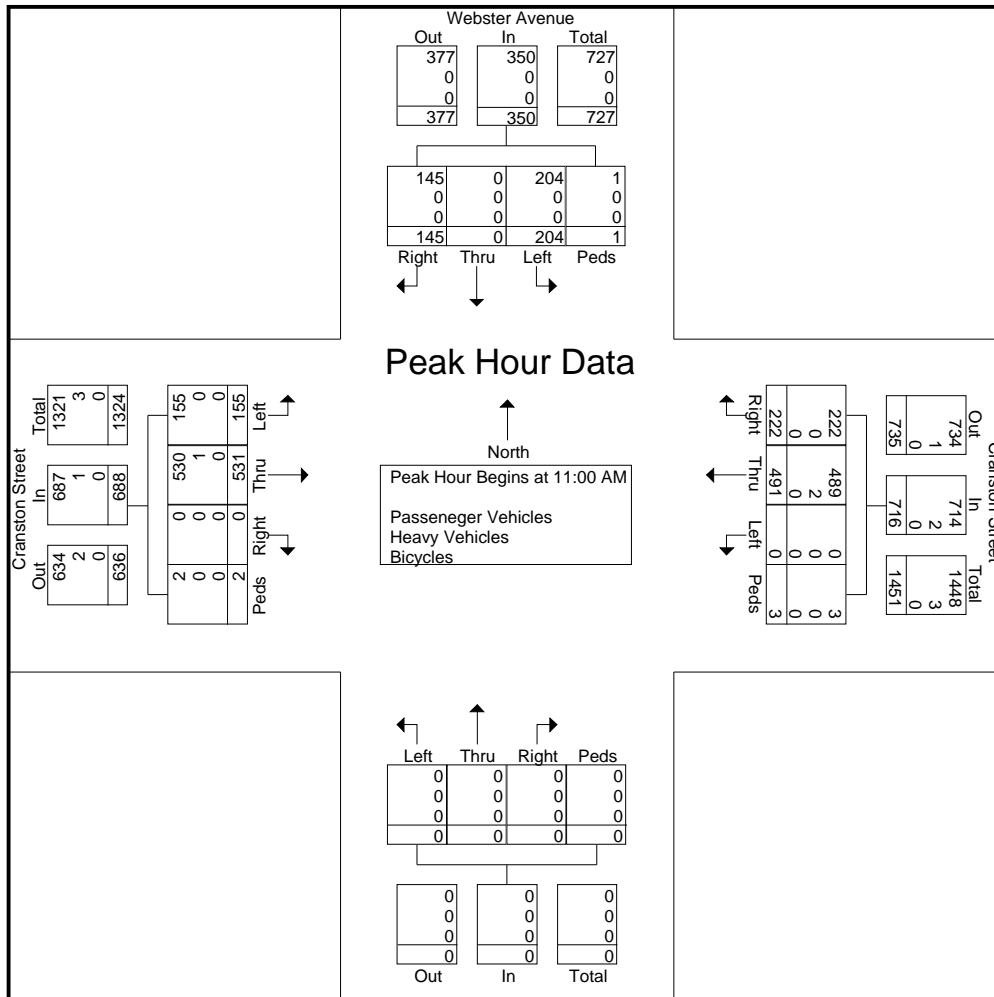 Webster Avenue
Out In Total
377 350 727
0 0 0
0 0 0
377 350 727
145 0 204 1
0 0 0 0
0 0 0 0
145 0 204 1
Right Thru Left Peds
Peak Hour Data
North
Peak Hour Begins at 11:00 AM
Passeneger Vehicles
Heavy Vehicles
Bicycles
Cranston Street
Out In Total
634 687 1321
2 1 3
0 0 0
636 688 1324
2 0 530 155
0 0 1 0
0 0 0 0
2 0 531 155
Peds Right Thru Left
Cranston Street
Out In Total
734 714 1448
1 2 3
0 0 0
735 716 1451
222 489 0 3
0 2 0 0
0 0 0 0
222 491 0 3
Right Thru Left Peds
Left Thru Right Peds
0 0 0 0
0 0 0 0
0 0 0 0
0 0 0 0
0 0 0
0 0 0
0 0 0
0 0 0
Out In Total